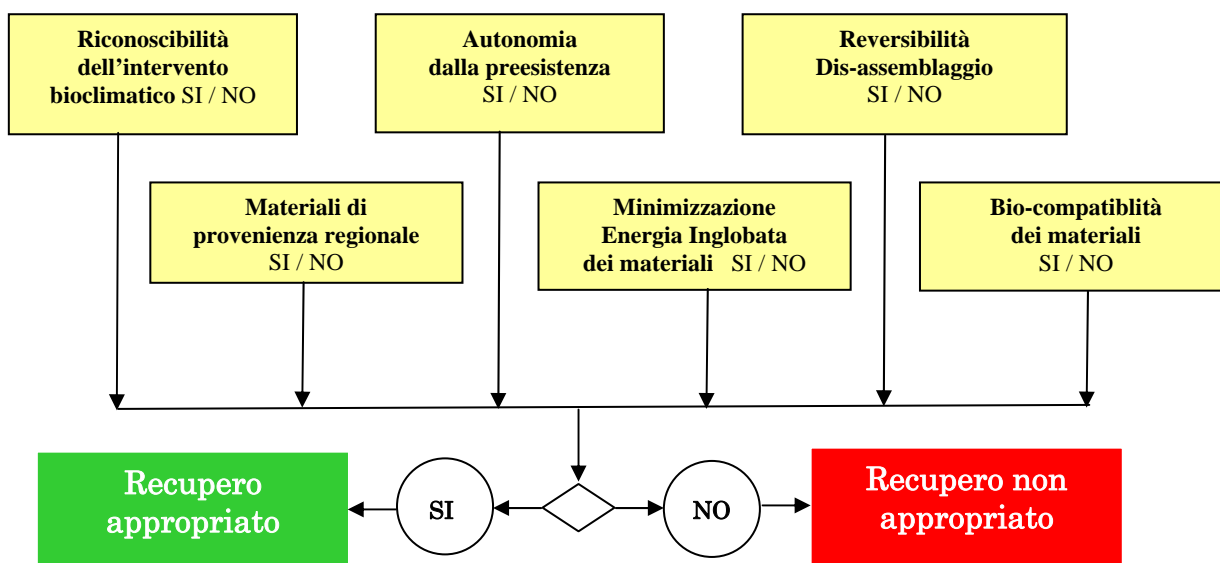 Riconoscibilità
dell’intervento
bioclimatico SI / NO
Autonomia
dalla preesistenza
SI / NO
Reversibilità
Dis-assemblaggio
SI / NO
Materiali di
provenienza regionale
SI / NO
Minimizzazione
Energia Inglobata
dei materiali SI / NO
Bio-compatiblità
dei materiali
SI / NO
Recupero
appropriato
SI
NO
Recupero non
appropriato